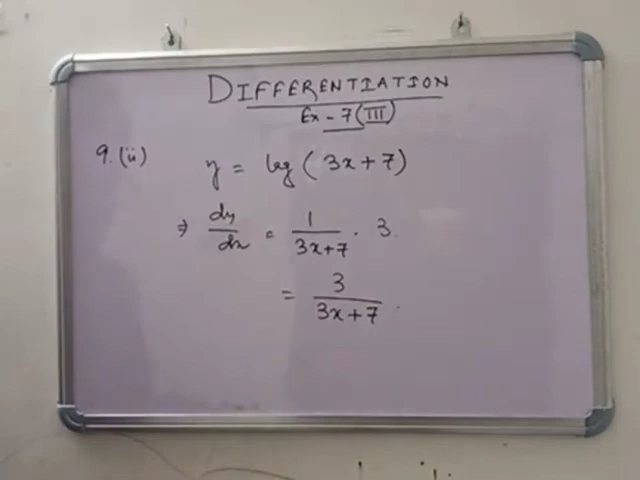 DIFFERENTIATION
Ex - 7 (III)
9. (ii) y = log (3x+7)
⇒ dy/dx = 1/3x+7 . 3.
= 3/3x+7.